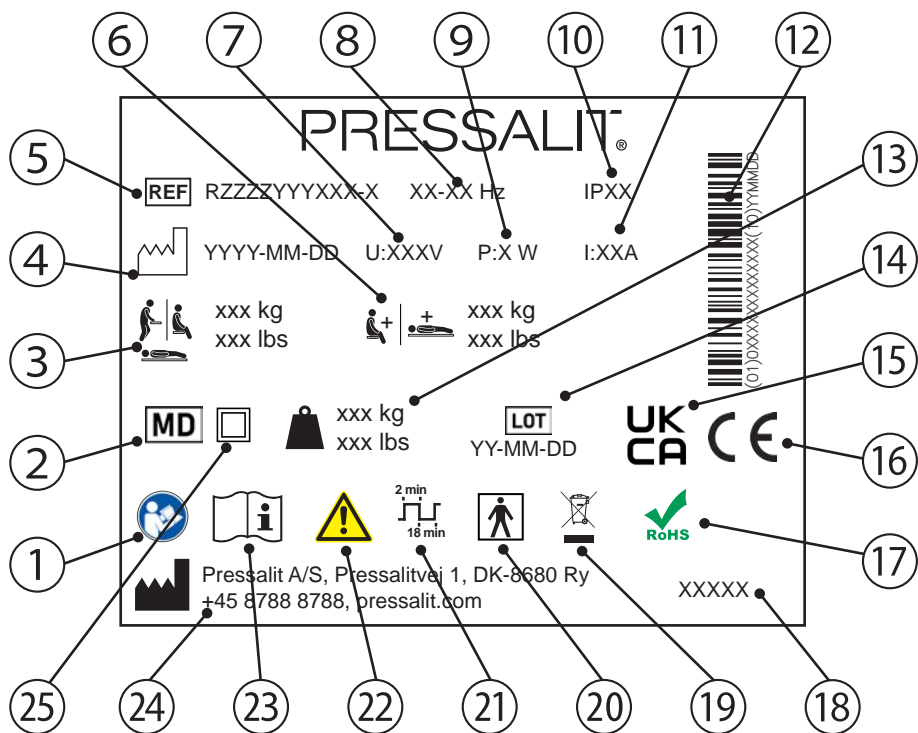 6 7 8 9 10 11 12
PRESSALIT®
5 REF RZZZZYYYXXX-X XX-XX Hz IPXX 13
4 YYYY-MM-DD U:XXXV P:X W I:XXA 14
3 xxx kg
xxx lbs
+ + xxx kg
xxx lbs
(01)0XXXXXXXXXXXXX(10)YYMMDD
15
2 MD xxx kg
xxx lbs
LOT
YY-MM-DD
UK
CA CE 16
1 i ! 2 min
18 min
RoHS 17
Pressalit A/S, Pressalitvej 1, DK-8680 Ry
+45 8788 8788, pressalit.com
XXXXX
25 24 23 22 21 20 19 18